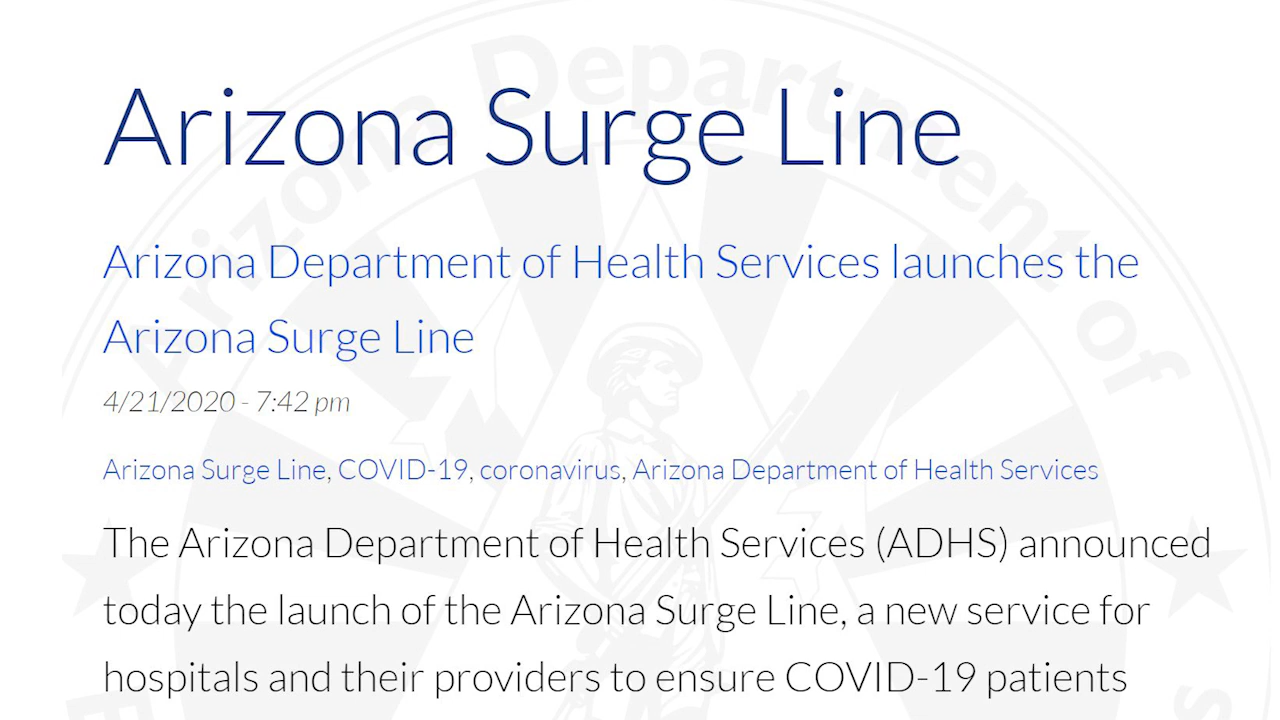 Arizona Surge Line
Arizona Department of Health Services launches the
Arizona Surge Line
4/21/2020 - 7:42 pm
Arizona Surge Line, COVID-19, coronavirus, Arizona Department of Health Services
The Arizona Department of Health Services (ADHS) announced
today the launch of the Arizona Surge Line, a new service for
hospitals and their providers to ensure COVID-19 patients
Arizona Department of